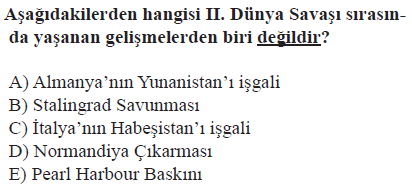 Aşağıdakilerden hangisi II. Dünya Savaşı sırasın-
da yaşanan gelişmelerden biri değildir?
A) Almanya’nın Yunanistan’ı işgali
B) Stalingrad Savunması
C) İtalya’nın Habeşistan’ı işgali
D) Normandiya Çıkarması
E) Pearl Harbour Baskını